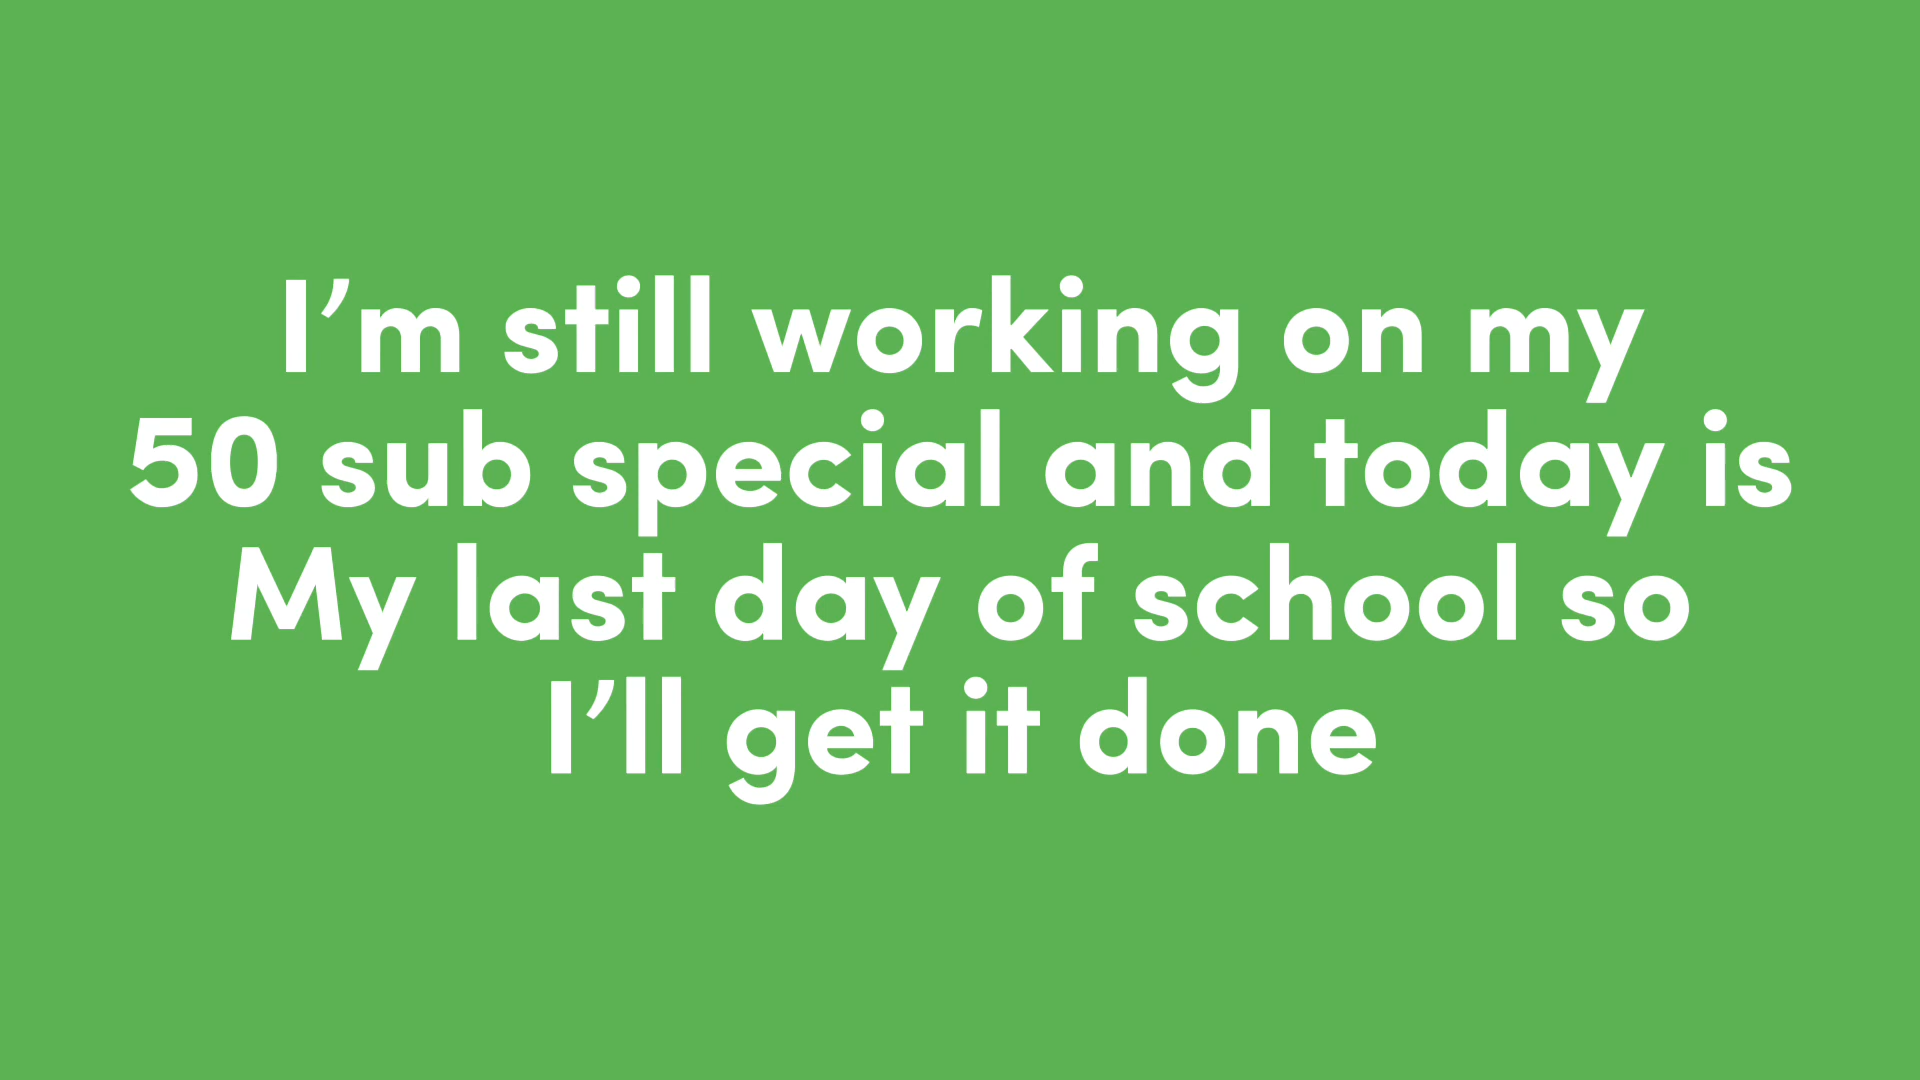 I’m still working on my
50 sub special and today is
My last day of school so
I’ll get it done